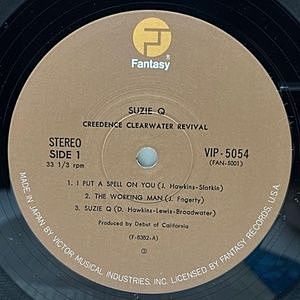 Fantasy®
SUZIE Q
CREEDENCE CLEARWATER REVIVAL
STEREO
SIDE 1
33 1/3 rpm
VIP-5054
(FAN-5001)
1. I PUT A SPELL ON YOU (J. Hawkins-Slotkin)
2. THE WORKING MAN (J. Fogerty)
3. SUZIE Q (D. Hawkins-Lewis-Broadwater)
Produced by Debut of California
(F-8382-A)
MADE IN JAPAN BY VICTOR MUSICAL INDUSTRIES, INC. LICENSED BY FANTASY RECORDS, U.S.A.